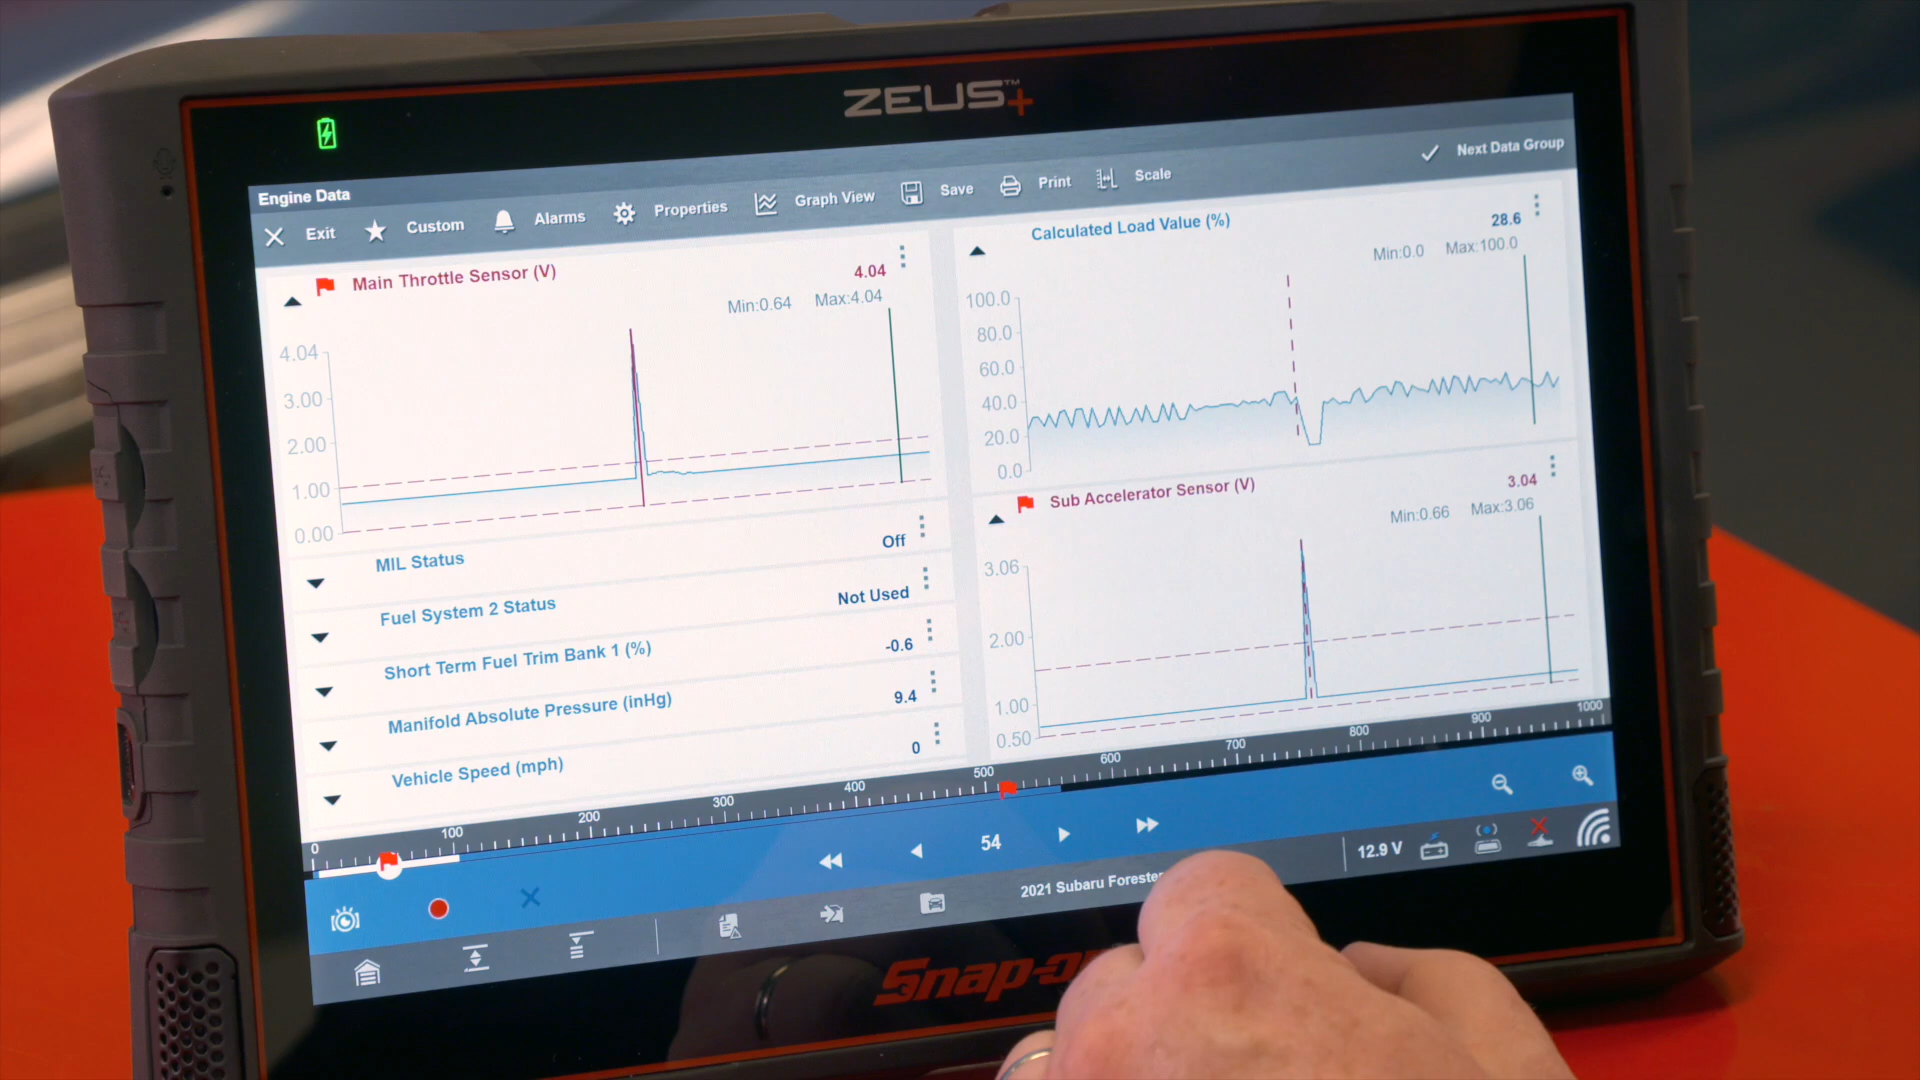 ZEUS™+
Engine Data
Exit
Custom
Alarms
Properties
Graph View
Save
Print
Scale
Next Data Group
Main Throttle Sensor (V)
4.04
Min:0.64 Max:4.04
4.04
3.00
2.00
1.00
0.00
MIL Status
Off
Fuel System 2 Status
Not Used
Short Term Fuel Trim Bank 1 (%)
-0.6
Manifold Absolute Pressure (inHg)
9.4
Vehicle Speed (mph)
0
Calculated Load Value (%)
28.6
Min:0.0 Max:100.0
100.0
80.0
60.0
40.0
20.0
0.0
Sub Accelerator Sensor (V)
3.04
Min:0.66 Max:3.06
3.06
2.00
1.00
0.50
0 100 200 300 400 500 600 700 800 900 1000
54
2021 Subaru Forester
12.9 V
Snap-on